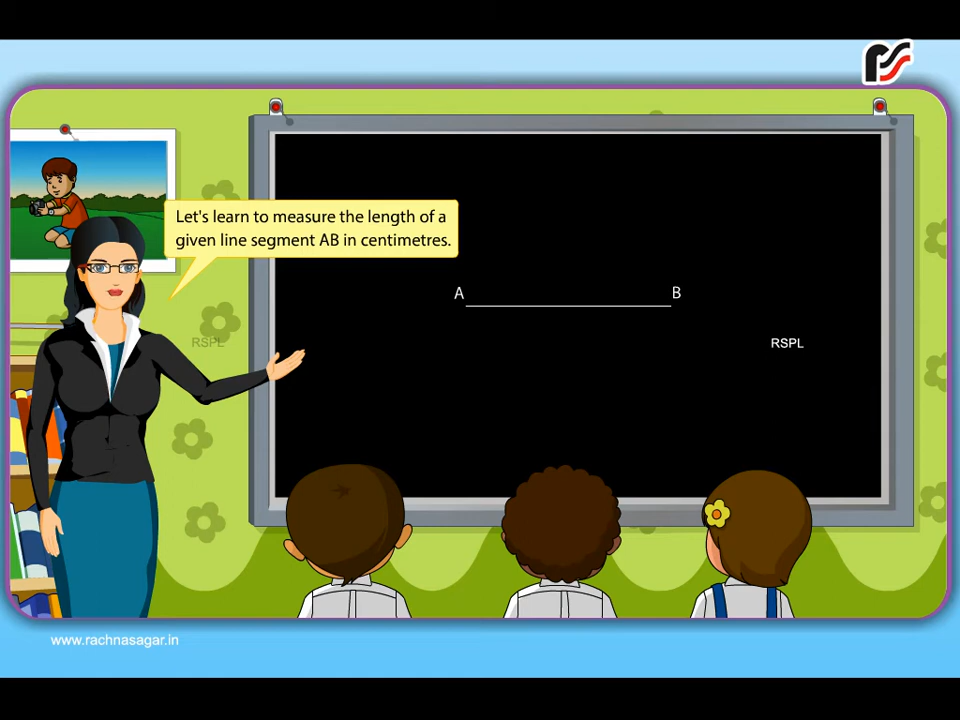 Let's learn to measure the length of a
given line segment AB in centimetres.
A B
RSPL
RSPL
www.rachnasagar.in